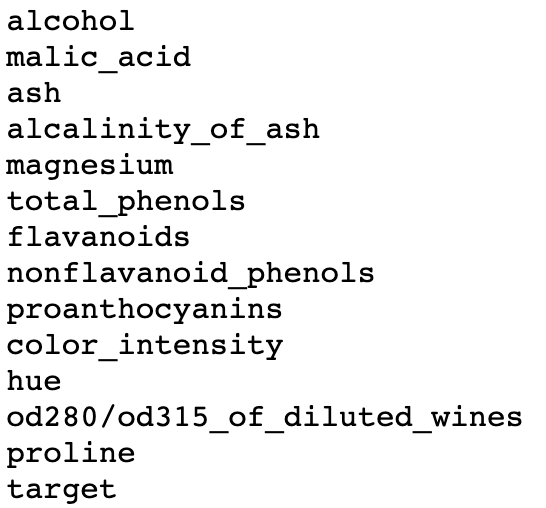 alcohol
malic_acid
ash
alcalinity_of_ash
magnesium
total_phenols
flavanoids
nonflavanoid_phenols
proanthocyanins
color_intensity
hue
od280/od315_of_diluted_wines
proline
target